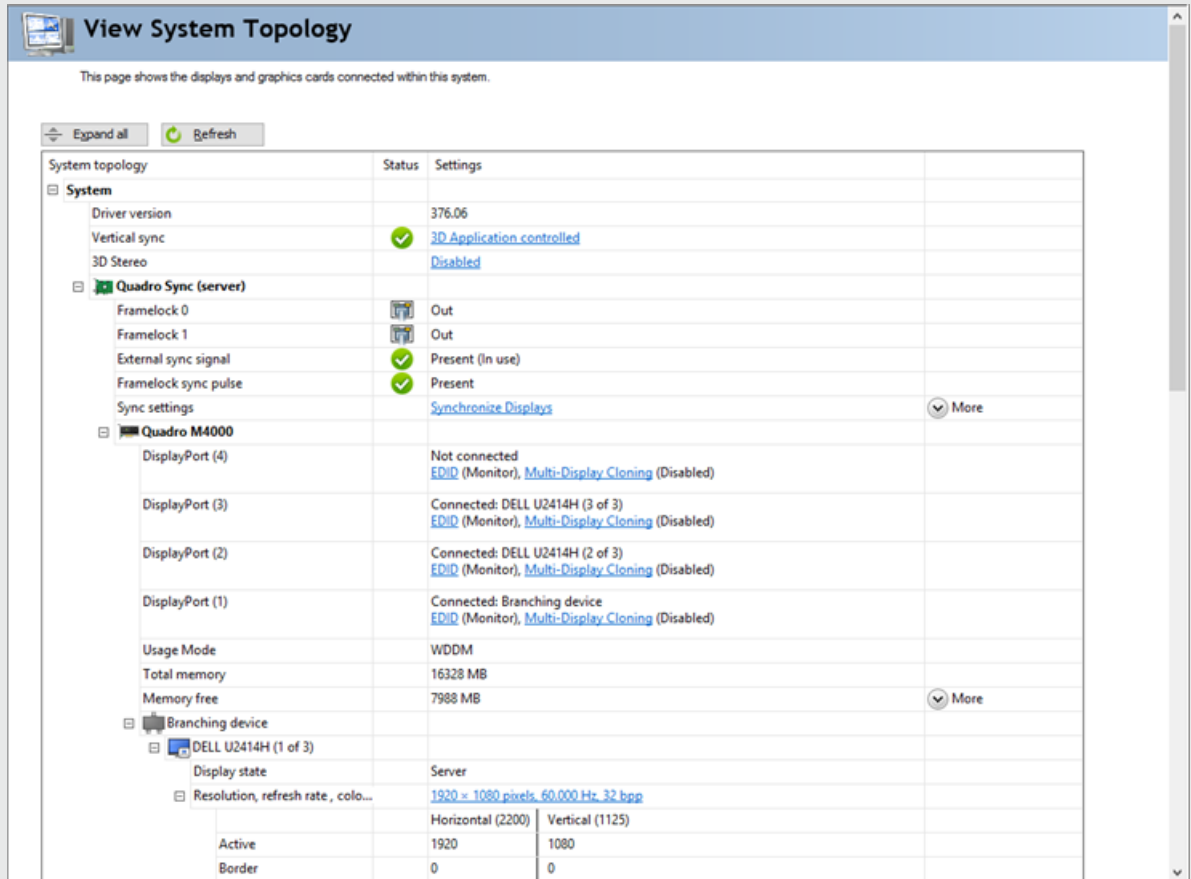 View System Topology
This page shows the displays and graphics cards connected within this system.
Expand all Refresh
System topology Status Settings
System
Driver version 376.06
Vertical sync 3D Application controlled
3D Stereo Disabled
Quadro Sync (server)
Framelock 0 Out
Framelock 1 Out
External sync signal Present (In use)
Framelock sync pulse Present
Sync settings Synchronize Displays More
Quadro M4000
DisplayPort (4) Not connected
EDID (Monitor), Multi-Display Cloning (Disabled)
DisplayPort (3) Connected: DELL U2414H (3 of 3)
EDID (Monitor), Multi-Display Cloning (Disabled)
DisplayPort (2) Connected: DELL U2414H (2 of 3)
EDID (Monitor), Multi-Display Cloning (Disabled)
DisplayPort (1) Connected: Branching device
EDID (Monitor), Multi-Display Cloning (Disabled)
Usage Mode WDDM
Total memory 16328 MB
Memory free 7988 MB More
Branching device
DELL U2414H (1 of 3)
Display state Server
Resolution, refresh rate , colo... 1920 × 1080 pixels, 60.000 Hz, 32 bpp
Horizontal (2200) Vertical (1125)
Active 1920 1080
Border 0 0